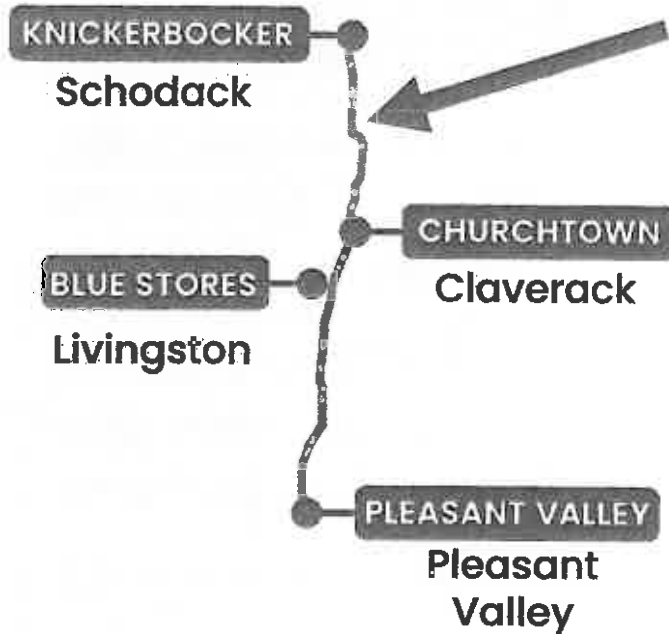 KNICKERBOCKER
Schodack
CHURCHTOWN
Claverack
BLUE STORES
Livingston
PLEASANT VALLEY
Pleasant
Valley